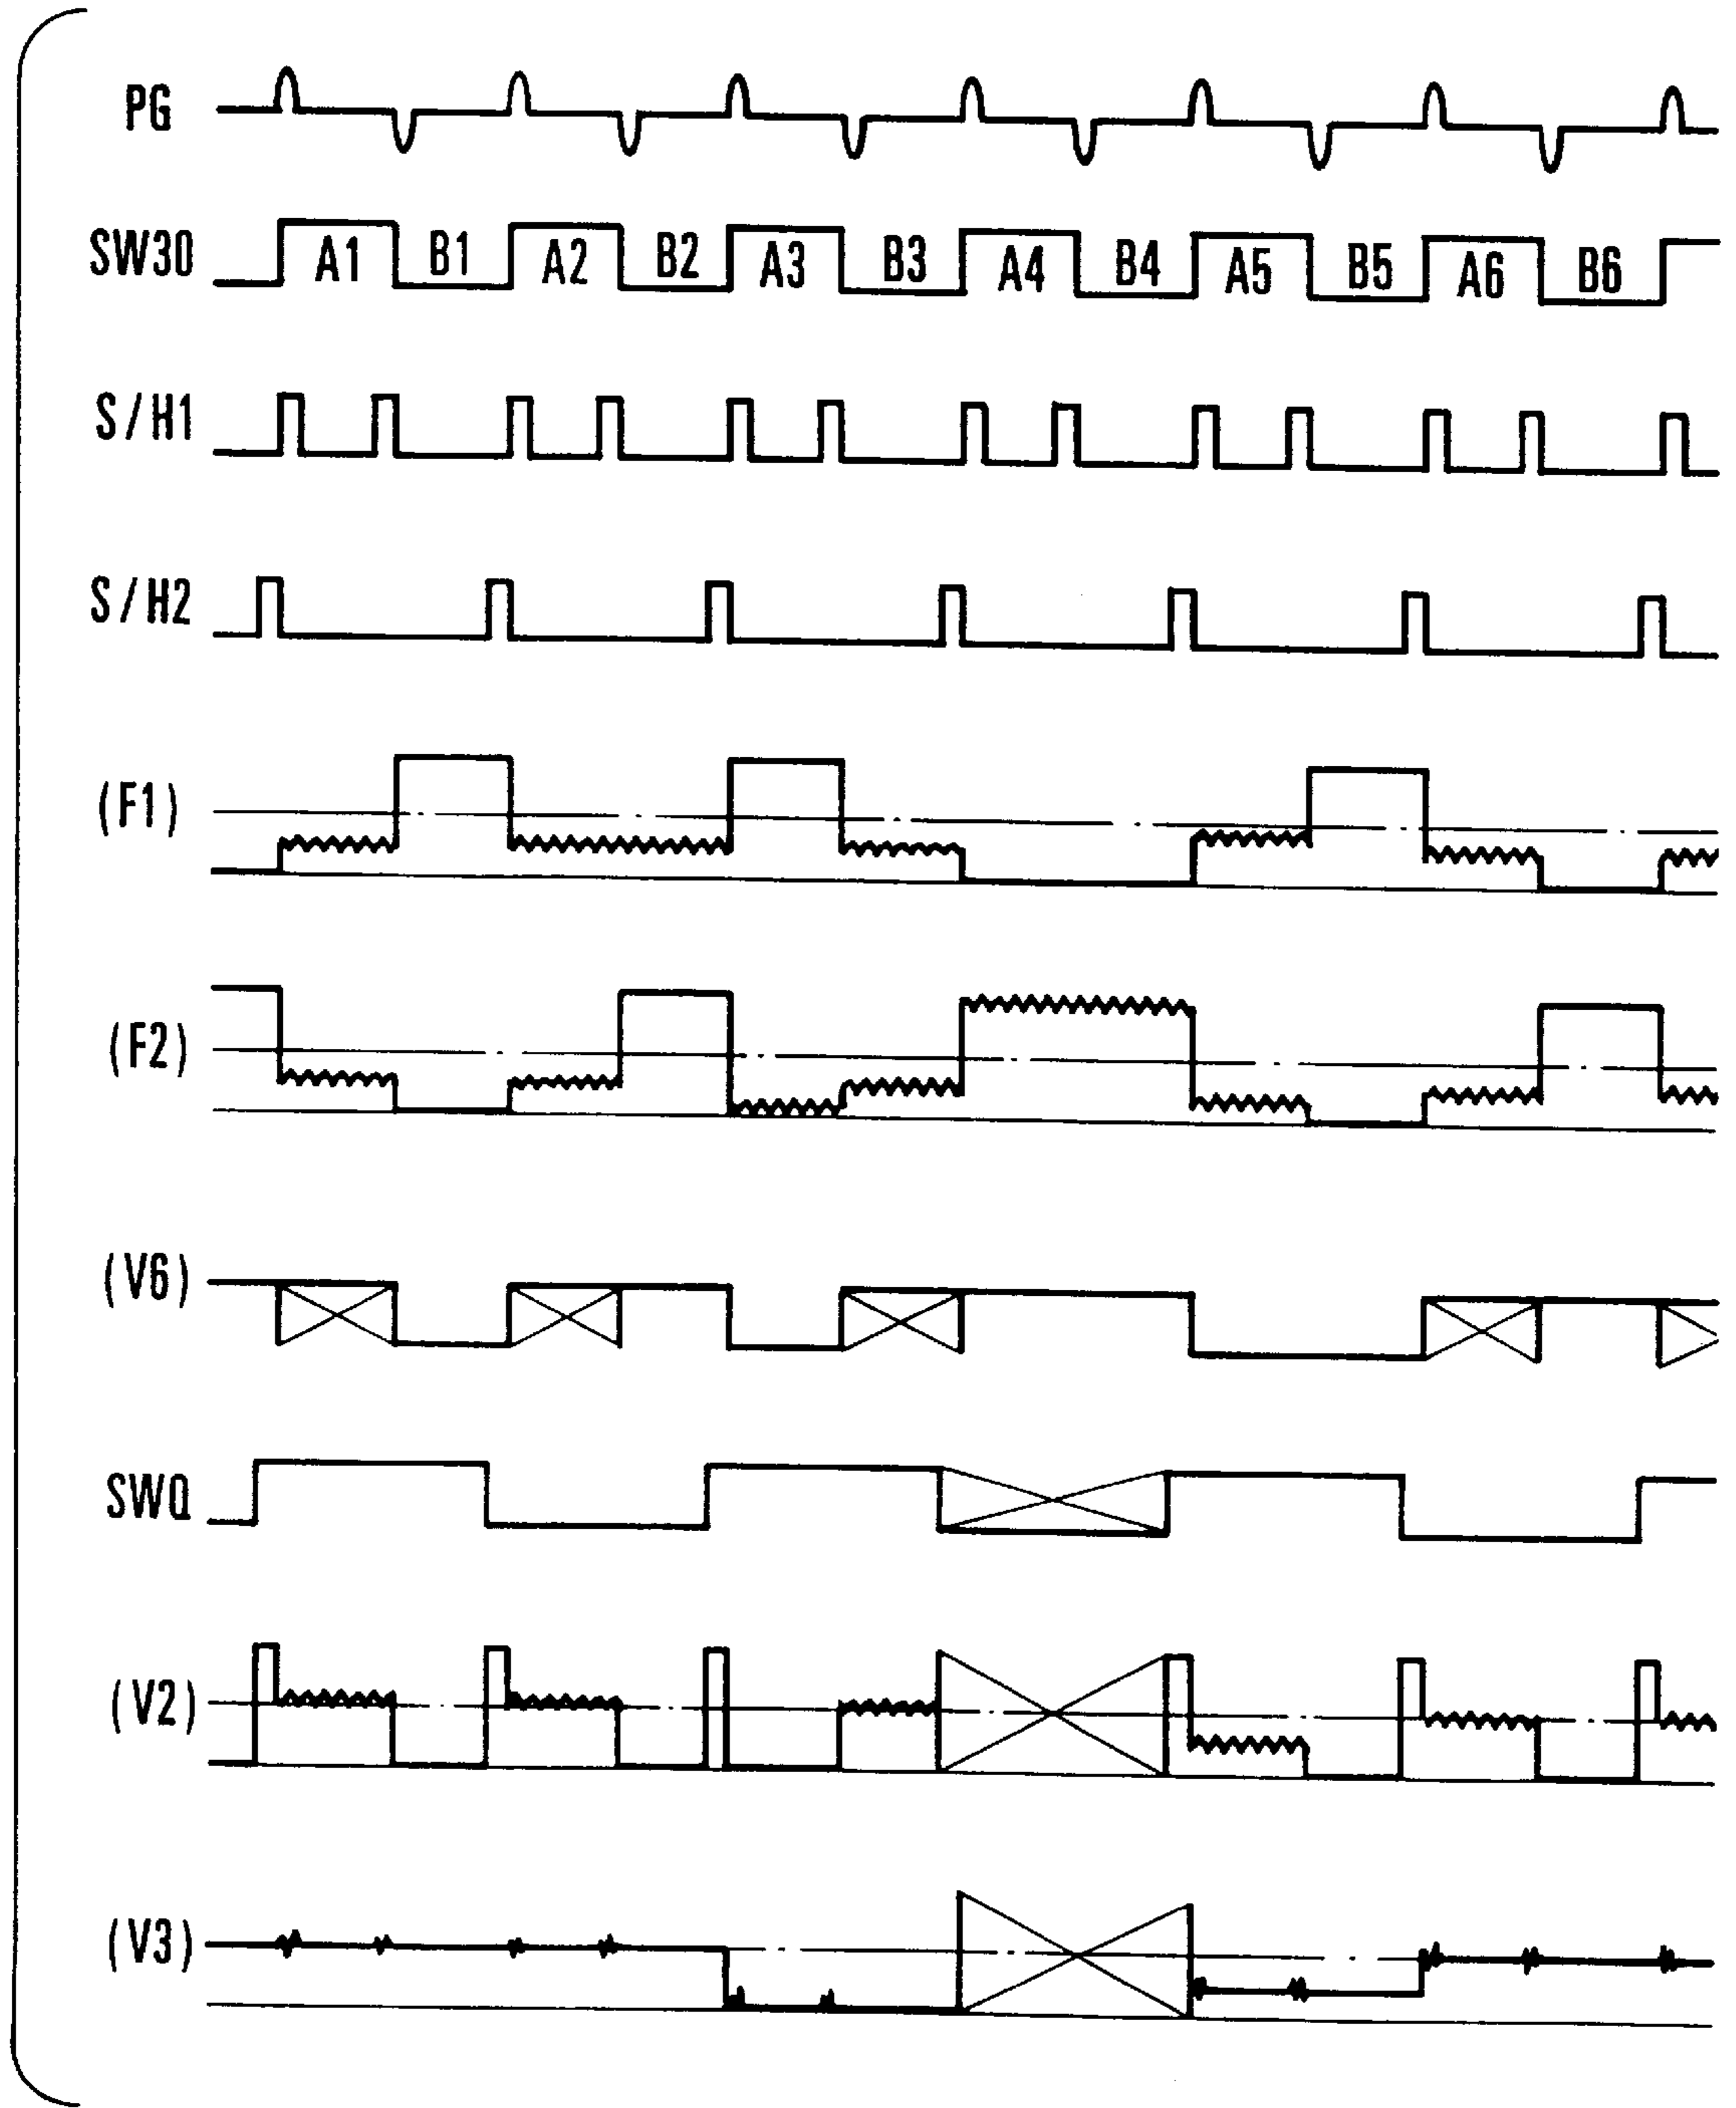 PG
SW30 A1 B1 A2 B2 A3 B3 A4 B4 A5 B5 A6 B6
S/H1
S/H2
(F1)
(F2)
(V6)
SWQ
(V2)
(V3)